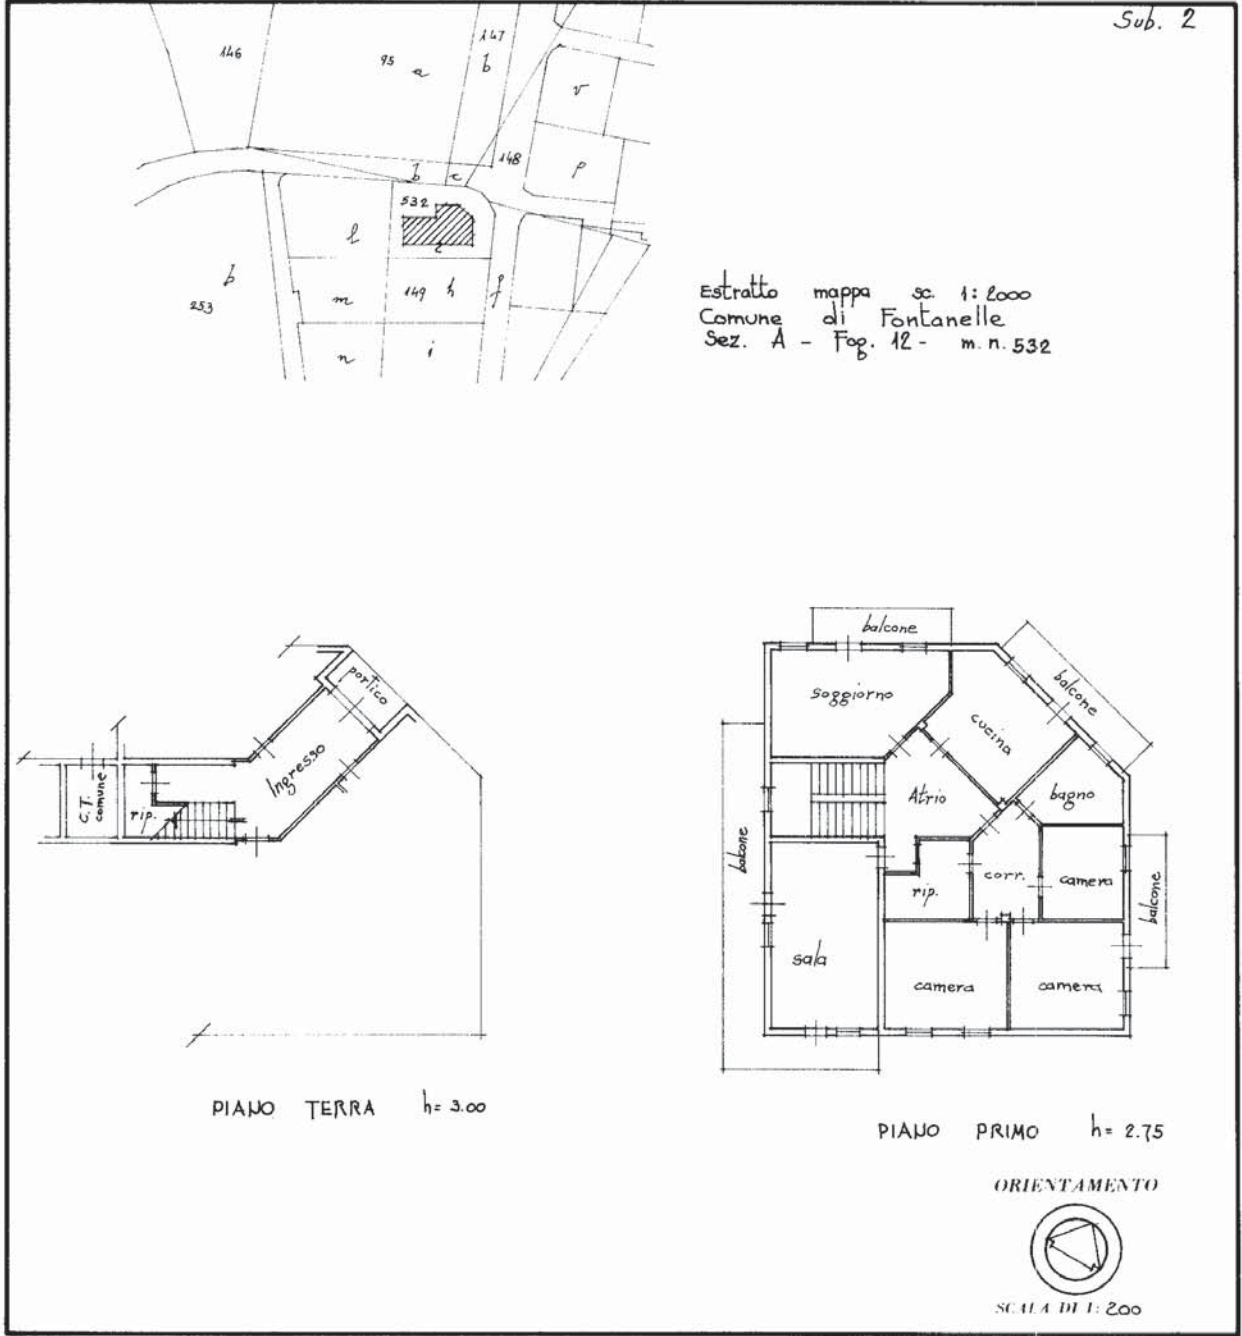 Sub. 2
146
95 a
147
b
v
148
p
b c
532
l
c
b
253
m
149 h
f
n
i
Estratto mappa sc. 1:2000
Comune di Fontanelle
Sez. A - Fog. 12 - m.n. 532
portico
Ingresso
C.T. comune
rip.
PIANO TERRA h= 3.00
balcone
soggiorno
balcone
cucina
Atrio
bagno
balcone
rip.
corr.
camera
balcone
sala
camera
camera
PIANO PRIMO h= 2.75
ORIENTAMENTO
SCALA DI 1: 200